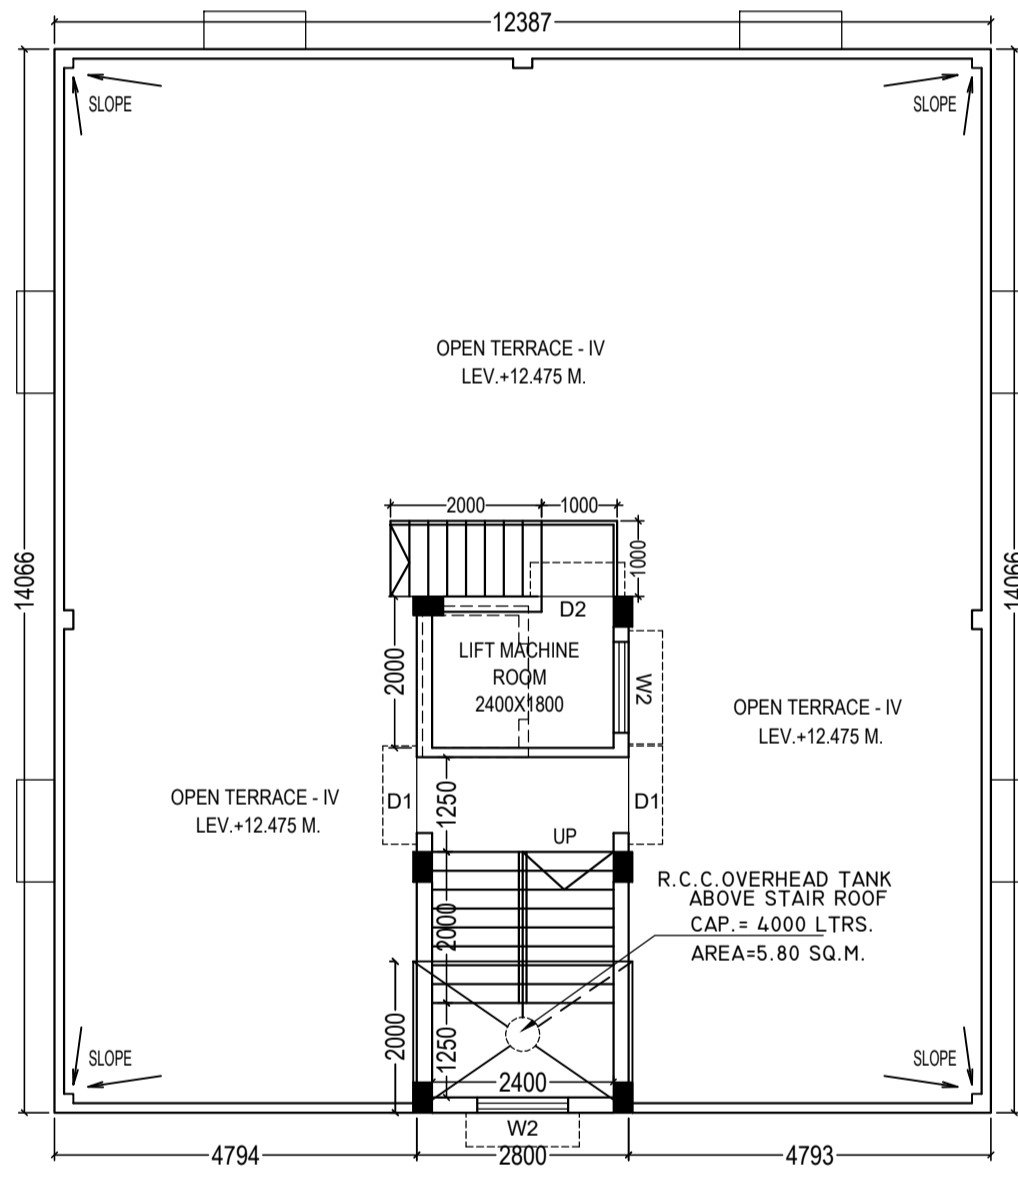 12387
SLOPE
SLOPE
OPEN TERRACE - IV
LEV.+12.475 M.
2000
1000
1000
14066
14066
D2
LIFT MACHINE
ROOM
2400X1800
2000
W2
OPEN TERRACE - IV
LEV.+12.475 M.
OPEN TERRACE - IV
LEV.+12.475 M.
D1
1250
D1
UP
R.C.C.OVERHEAD TANK
ABOVE STAIR ROOF
CAP.= 4000 LTRS.
AREA=5.80 SQ.M.
2000
2000
1250
SLOPE
SLOPE
2400
W2
4794
2800
4793